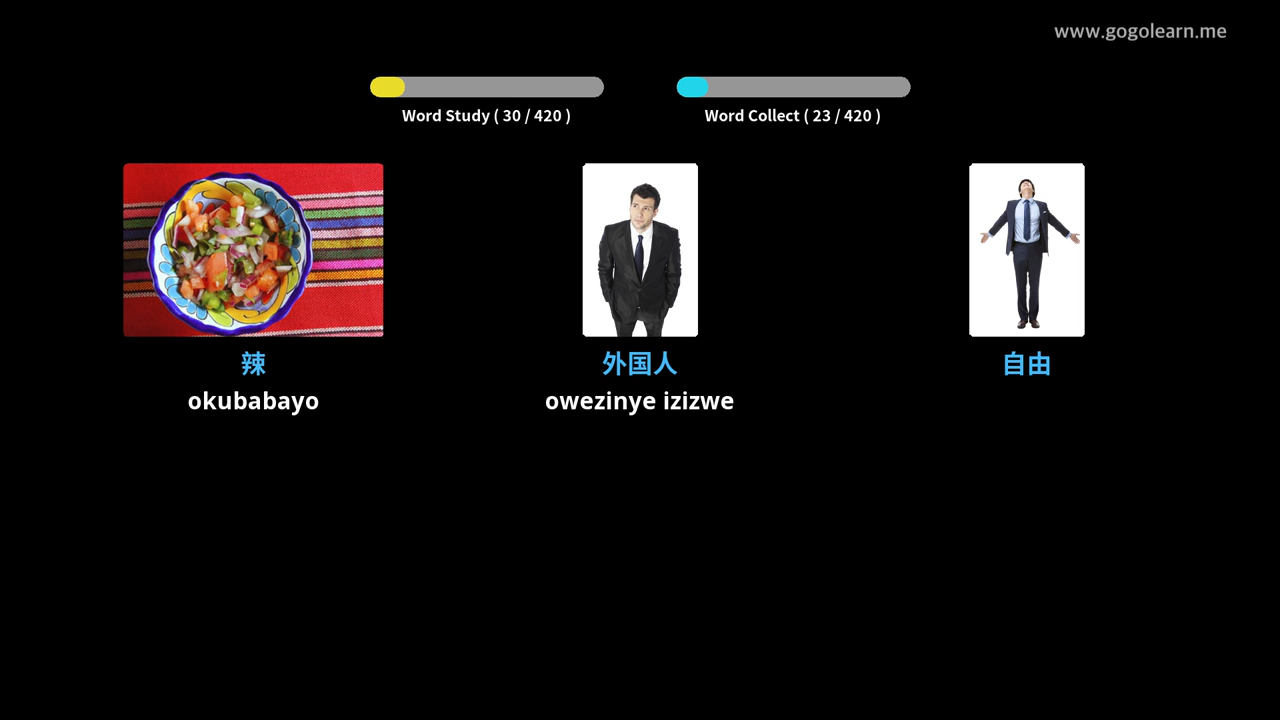 www.gogolearn.me
Word Study ( 30 / 420 )
Word Collect ( 23 / 420 )
辣
外国人
自由
okubabayo
owezinye izizwe